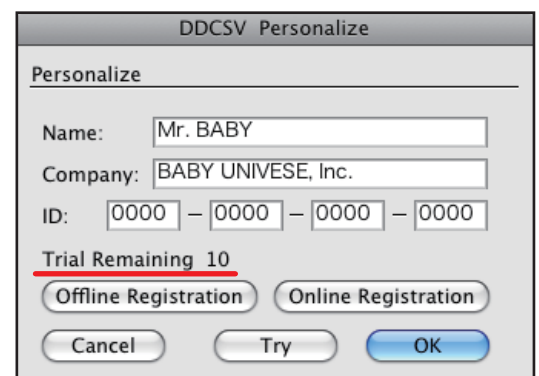 DDCSV Personalize
Personalize
Name: Mr. BABY
Company: BABY UNIVESE, Inc.
ID: 0000 – 0000 – 0000 – 0000
Trial Remaining 10
Offline Registration Online Registration
Cancel Try OK